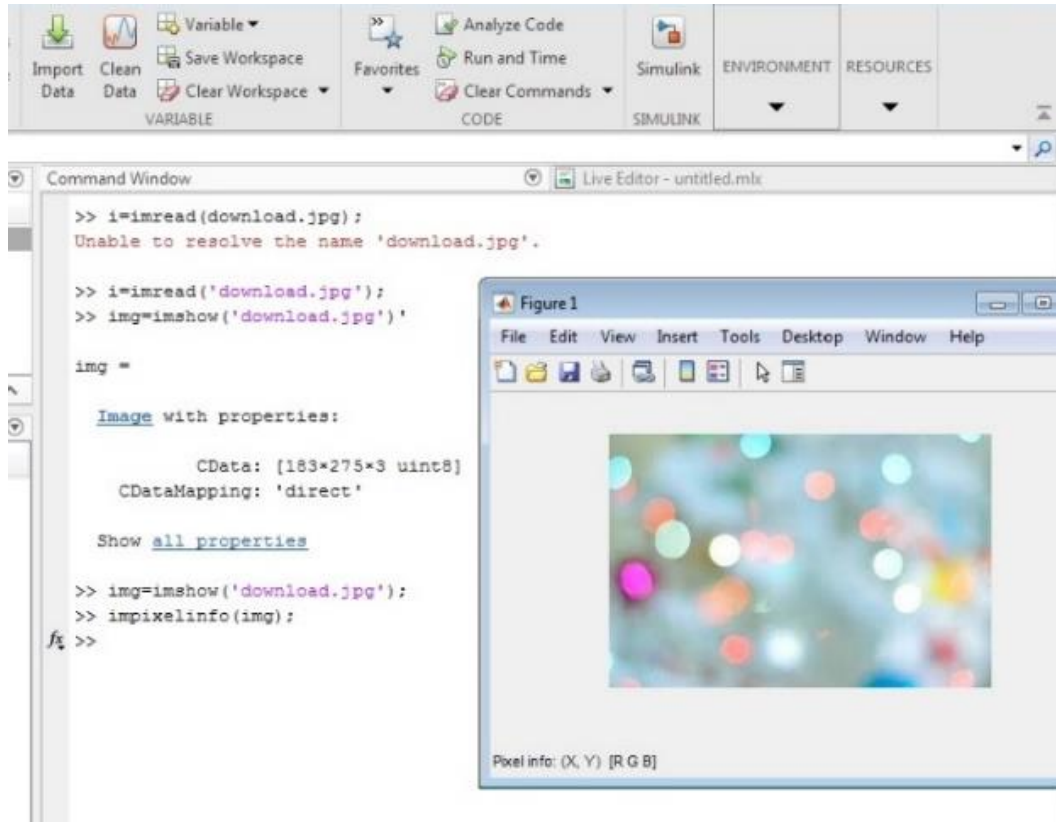 Import Data
Clean Data
Variable
Save Workspace
Clear Workspace
VARIABLE
Favorites
Analyze Code
Run and Time
Clear Commands
CODE
Simulink
SIMULINK
ENVIRONMENT
RESOURCES
Command Window
Live Editor - untitled.mlx
>> i=imread(download.jpg);
Unable to resolve the name 'download.jpg'.
>> i=imread('download.jpg');
>> img=imshow('download.jpg')'
img =
Image with properties:
CData: [183×275×3 uint8]
CDataMapping: 'direct'
Show all properties
>> img=imshow('download.jpg');
>> impixelinfo(img);
fx >>
Figure 1
File Edit View Insert Tools Desktop Window Help
Pixel info: (X, Y) [R G B]